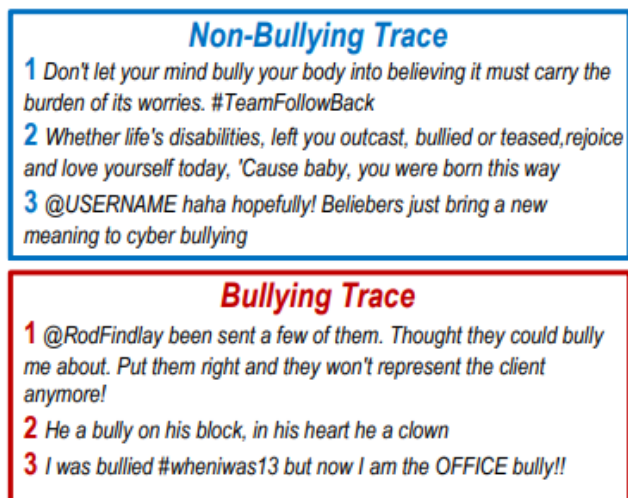 Non-Bullying Trace
1 Don't let your mind bully your body into believing it must carry the
burden of its worries. #TeamFollowBack
2 Whether life's disabilities, left you outcast, bullied or teased,rejoice
and love yourself today, 'Cause baby, you were born this way
3 @USERNAME haha hopefully! Beliebers just bring a new
meaning to cyber bullying
Bullying Trace
1 @RodFindlay been sent a few of them. Thought they could bully
me about. Put them right and they won't represent the client
anymore!
2 He a bully on his block, in his heart he a clown
3 I was bullied #wheniwas13 but now I am the OFFICE bully!!